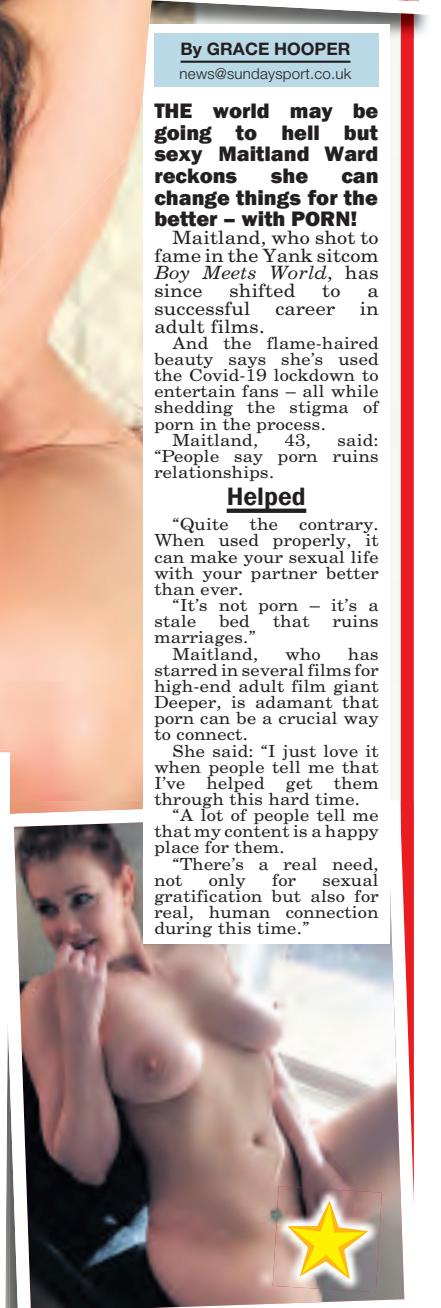 By GRACE HOOPER
news@sundaysport.co.uk
THE world may be
going to hell but
sexy Maitland Ward
reckons she can
change things for the
better – with PORN!
Maitland, who shot to
fame in the Yank sitcom
Boy Meets World, has
since shifted to a
successful career in
adult films.
And the flame-haired
beauty says she's used
the Covid-19 lockdown to
entertain fans – all while
shedding the stigma of
porn in the process.
Maitland, 43, said:
“People say porn ruins
relationships.
Helped
“Quite the contrary.
When used properly, it
can make your sexual life
with your partner better
than ever.
“It's not porn – it's a
stale bed that ruins
marriages.”
Maitland, who has
starred in several films for
high-end adult film giant
Deeper, is adamant that
porn can be a crucial way
to connect.
She said: “I just love it
when people tell me that
I've helped get them
through this hard time.
“A lot of people tell me
that my content is a happy
place for them.
“There's a real need,
not only for sexual
gratification but also for
real, human connection
during this time.”